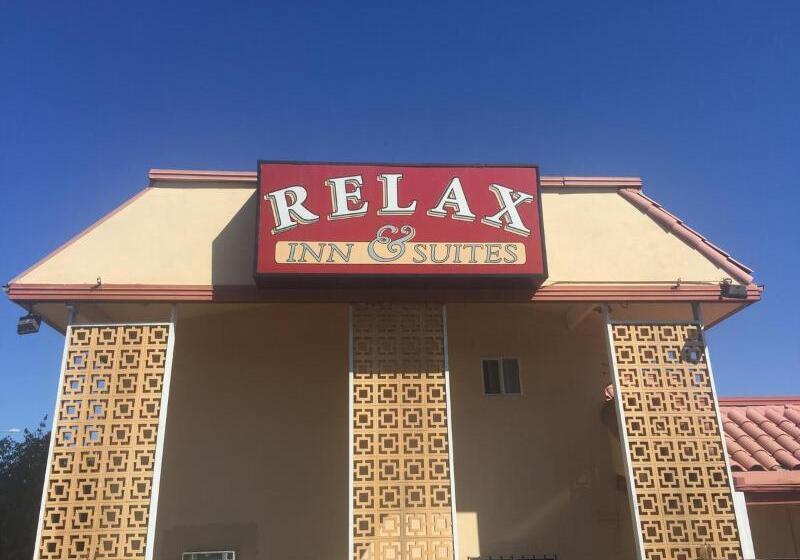 RELAX
INN & SUITES